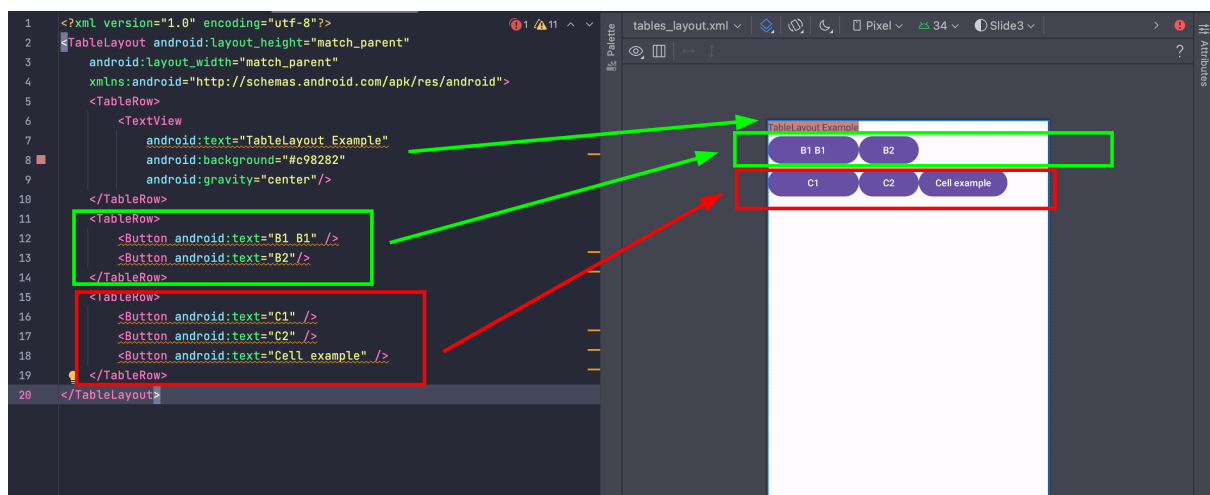 1 <?xml version="1.0" encoding="utf-8"?>
1 11
2 <TableLayout android:layout_height="match_parent"
3 android:layout_width="match_parent"
4 xmlns:android="http://schemas.android.com/apk/res/android">
5 <TableRow>
6 <TextView
7 android:text="TableLayout Example"
8 android:background="#c98282"
9 android:gravity="center"/>
10 </TableRow>
11 <TableRow>
12 <Button android:text="B1 B1" />
13 <Button android:text="B2"/>
14 </TableRow>
15 <TableRow>
16 <Button android:text="C1" />
17 <Button android:text="C2" />
18 <Button android:text="Cell example" />
19 </TableRow>
20 </TableLayout>
Palette
tables_layout.xml Pixel 34 Slide3
?
Attributes
TableLayout Example
B1 B1 B2
C1 C2 Cell example